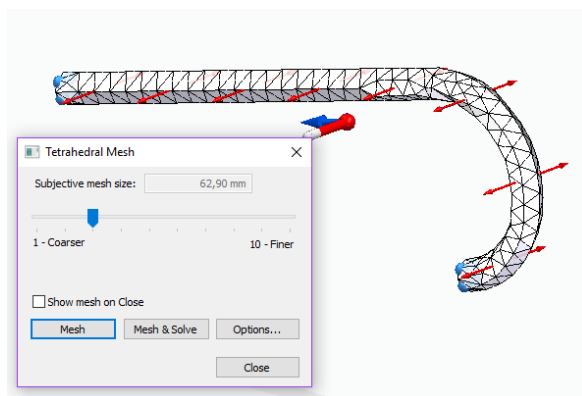 Tetrahedral Mesh
Subjective mesh size: 62,90 mm
1 - Coarser 10 - Finer
Show mesh on Close
Mesh Mesh & Solve Options...
Close